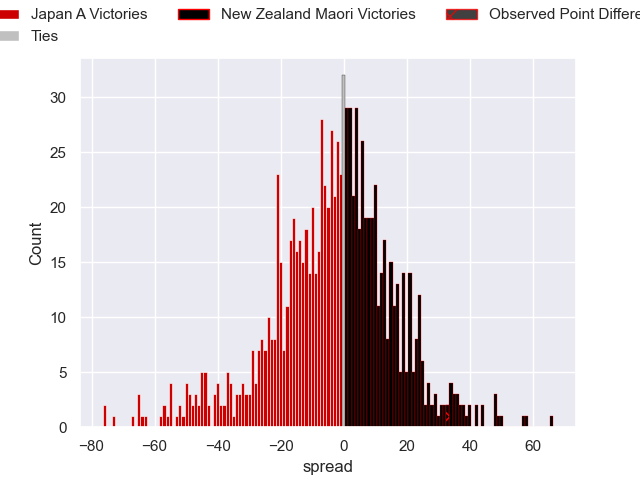 Japan A Victories
New Zealand Maori Victories
Observed Point Differe
Ties
30
25
20
15
10
5
0
Count
−80 −60 −40 −20 0 20 40 60
spread